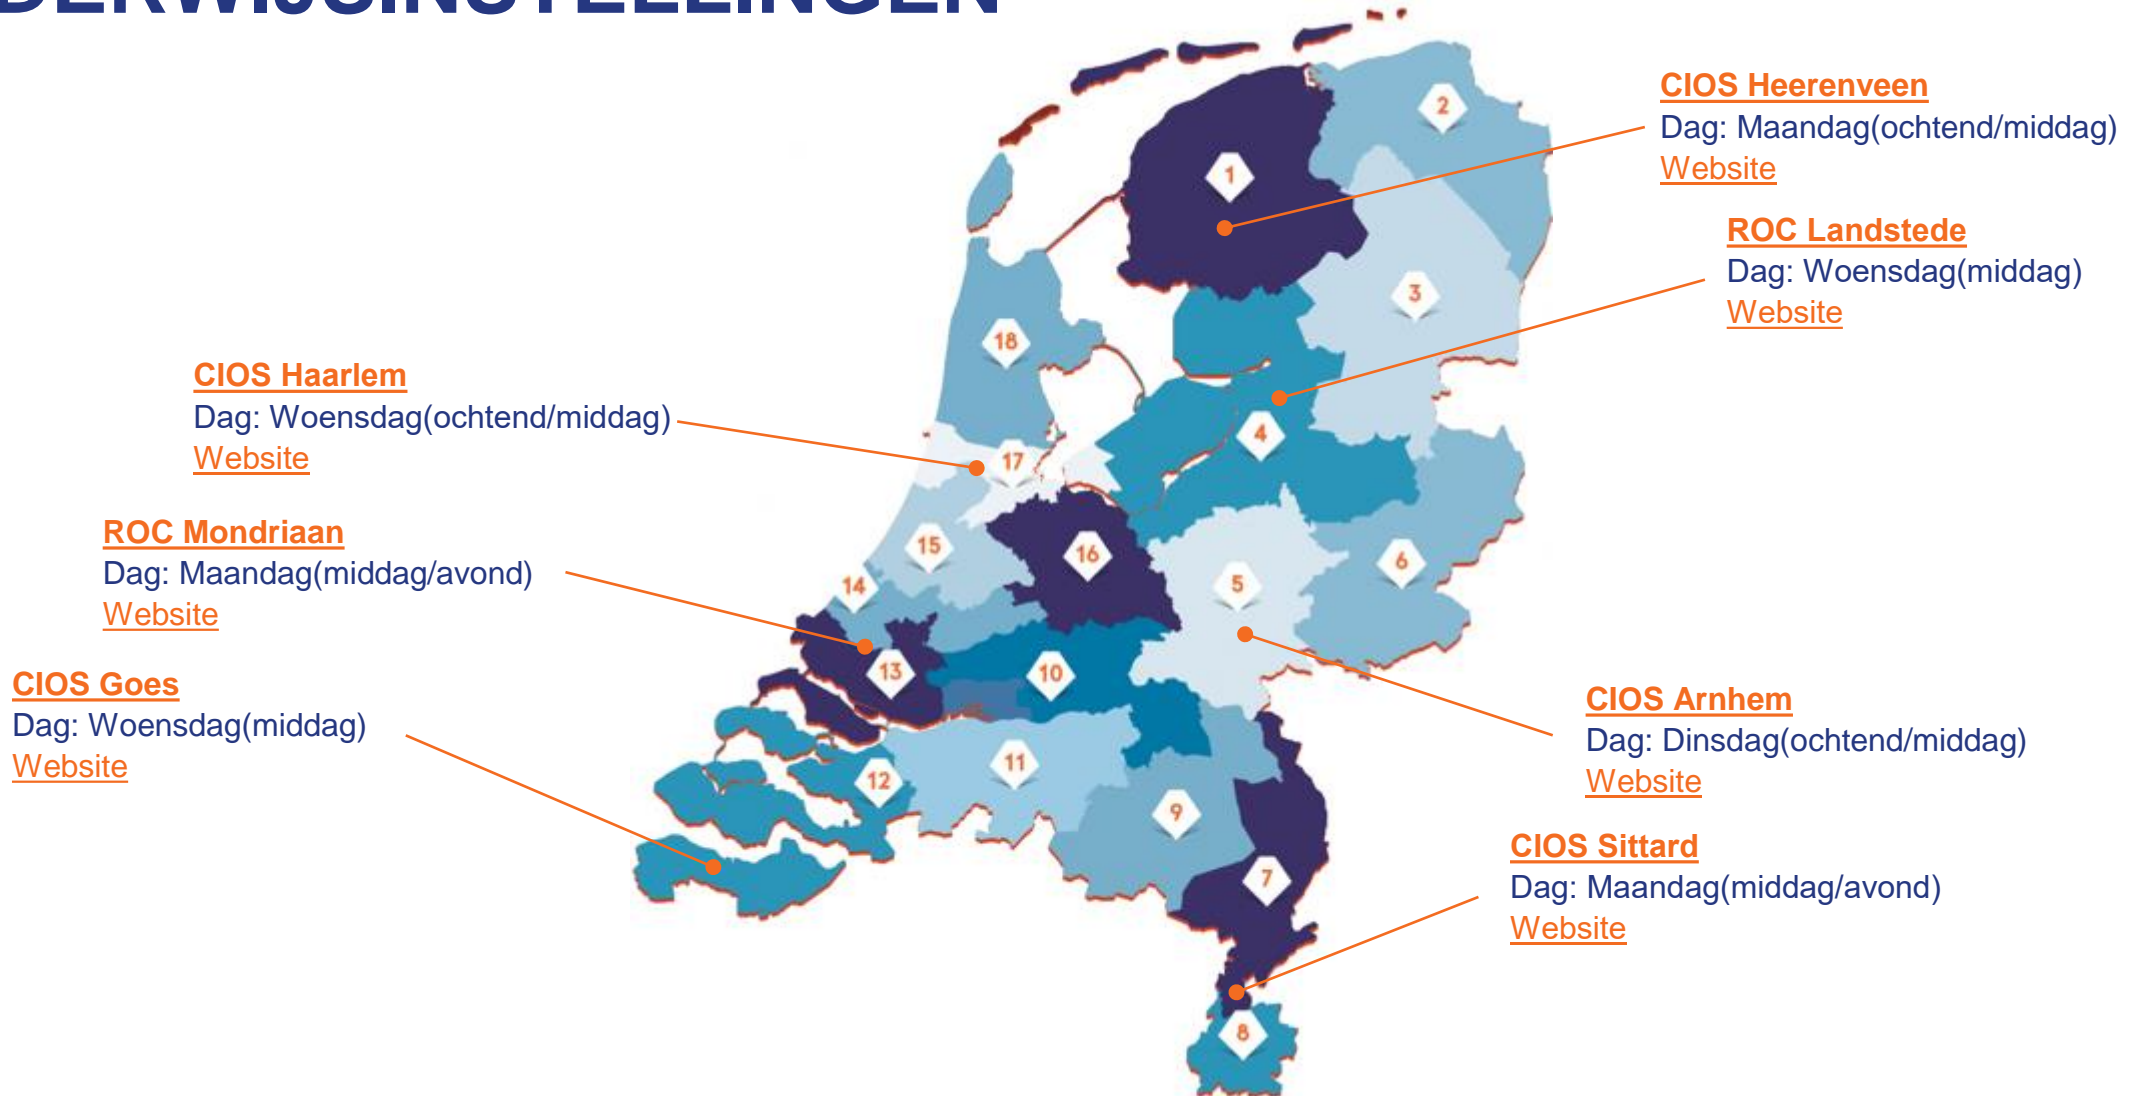 DERWIJSINSTELLINGEN
CIOS Heerenveen
Dag: Maandag(ochtend/middag)
Website
ROC Landstede
Dag: Woensdag(middag)
Website
CIOS Haarlem
Dag: Woensdag(ochtend/middag)
Website
ROC Mondriaan
Dag: Maandag(middag/avond)
Website
CIOS Goes
Dag: Woensdag(middag)
Website
CIOS Arnhem
Dag: Dinsdag(ochtend/middag)
Website
CIOS Sittard
Dag: Maandag(middag/avond)
Website
1
2
3
4
5
6
7
8
9
10
11
12
13
14
15
16
17
18